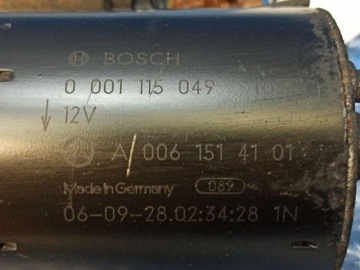 BOSCH
0 001 115 049
12V
A 006 151 41 01
Made in Germany 089
06-09-28.02:34:28 1N